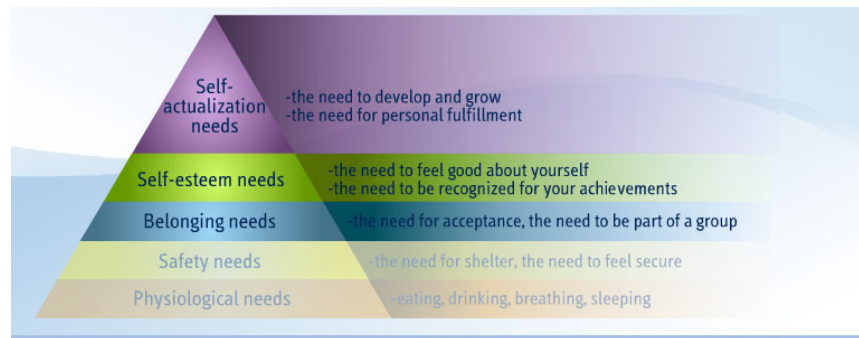 Self-
actualization
needs
-the need to develop and grow
-the need for personal fulfillment
Self-esteem needs
-the need to feel good about yourself
-the need to be recognized for your achievements
Belonging needs
-the need for acceptance, the need to be part of a group
Safety needs
-the need for shelter, the need to feel secure
Physiological needs
-eating, drinking, breathing, sleeping